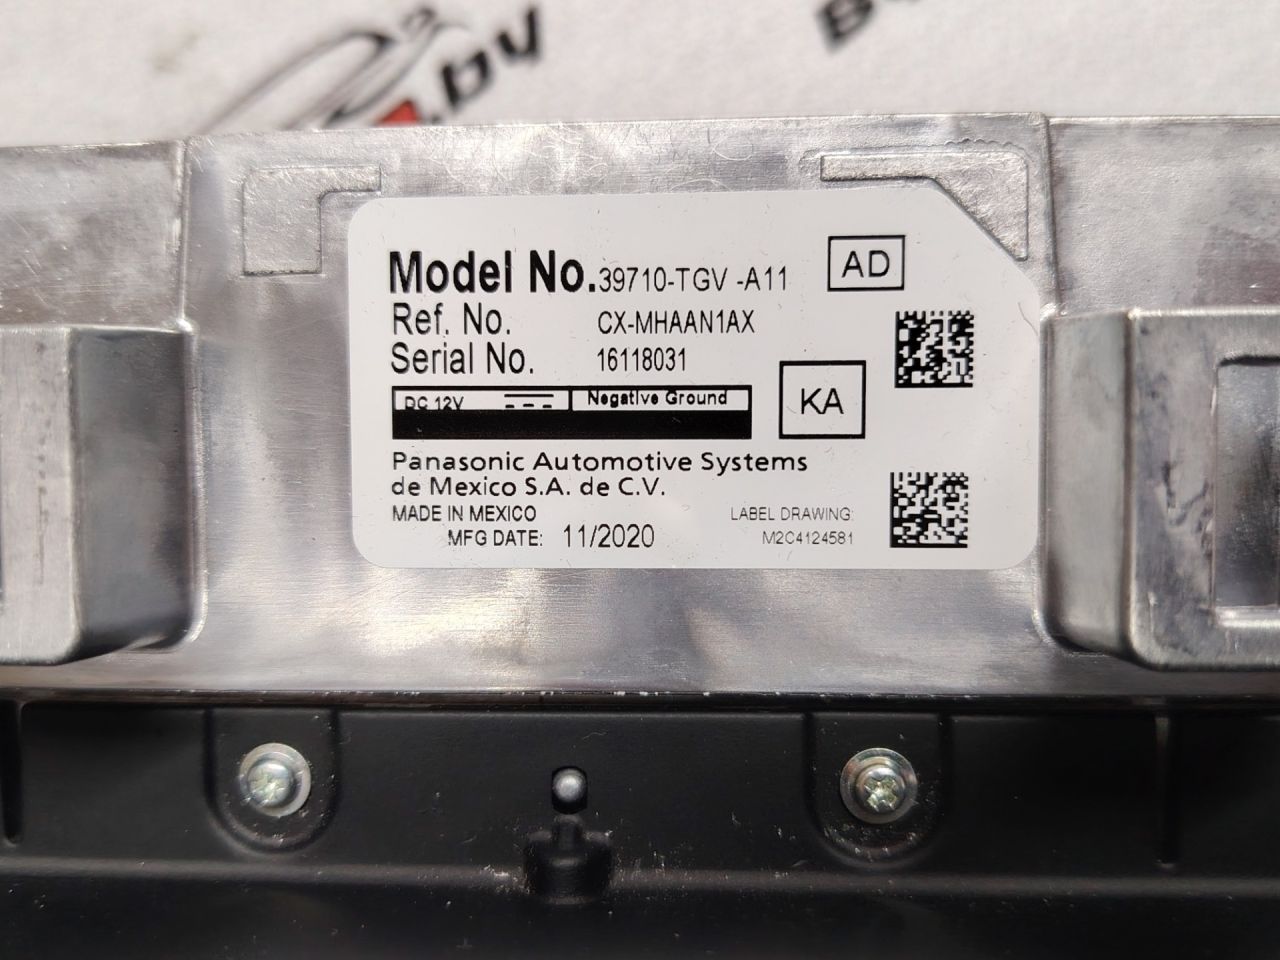 .by
Model No. 39710-TGV -A11
AD
Ref. No. CX-MHAAN1AX
Serial No. 16118031
DC 12V Negative Ground
KA
Panasonic Automotive Systems
de Mexico S.A. de C.V.
MADE IN MEXICO
LABEL DRAWING:
MFG DATE: 11/2020
M2C4124581